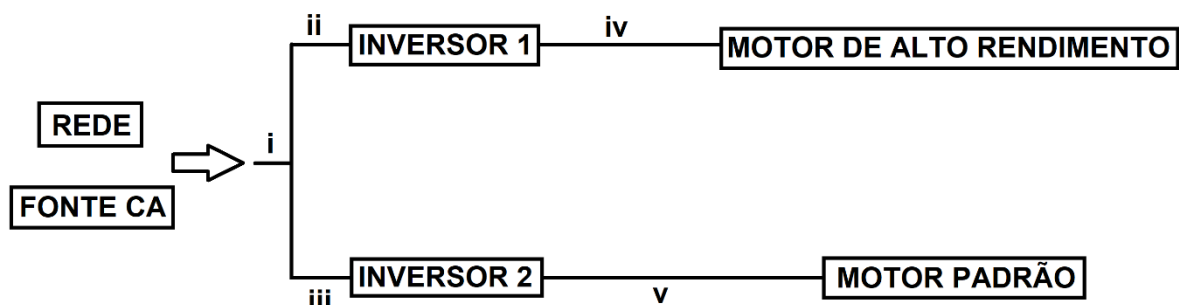 ii
INVERSOR 1
iv
MOTOR DE ALTO RENDIMENTO
REDE
i
FONTE CA
iii
INVERSOR 2
v
MOTOR PADRÃO